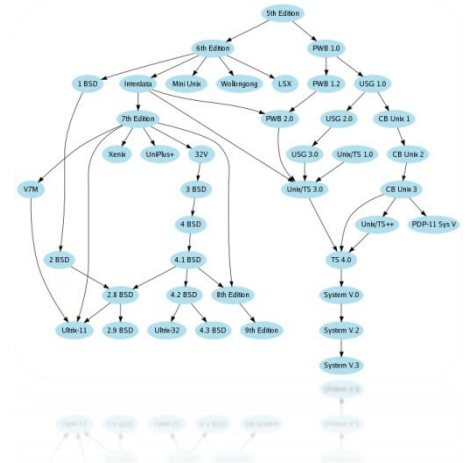 5th Edition
6th Edition
PWB 1.0
1 BSD
Interdata
Mini Unix
Wollongong
LSX
PWB 1.2
USG 1.0
7th Edition
PWB 2.0
USG 2.0
CB Unix 1
Xenix
UniPlus+
32V
USG 3.0
Unix/TS 1.0
CB Unix 2
V7M
3 BSD
Unix/TS 3.0
CB Unix 3
4 BSD
Unix/TS++
PDP-11 Sys V
2 BSD
4.1 BSD
TS 4.0
2.8 BSD
4.2 BSD
8th Edition
System V.0
Ultrix-11
2.9 BSD
Ultrix-32
4.3 BSD
9th Edition
System V.2
System V.3